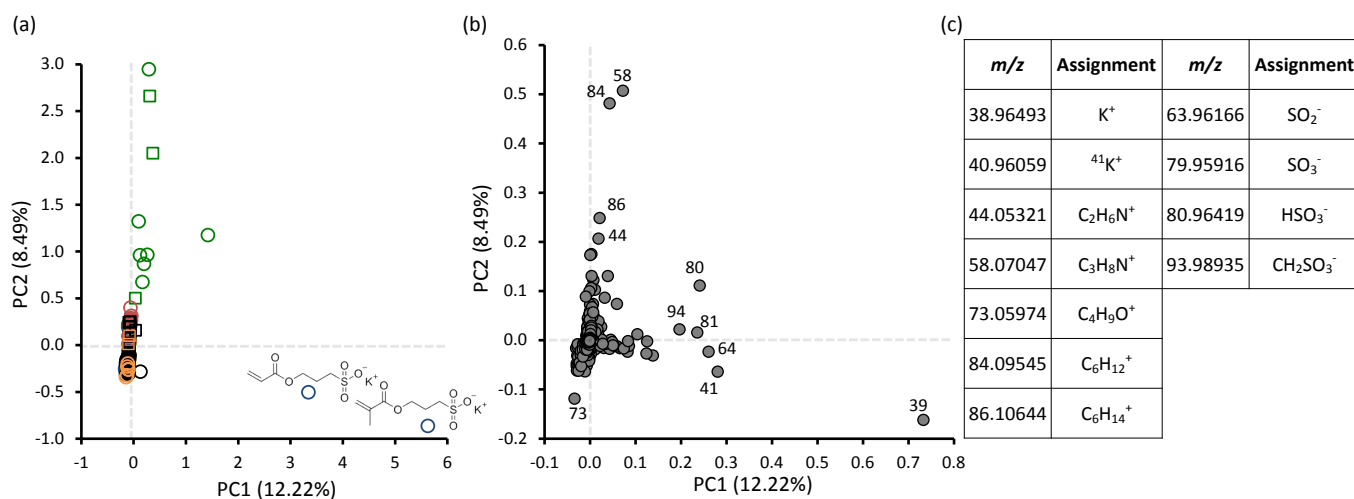 (a)
3.0
2.5
2.0
1.5
1.0
0.5
0.0
-0.5
-1.0
PC2 (8.49%)
-1 0 1 2 3 4 5 6
PC1 (12.22%)
O
O
S
O
O
O⁻
K⁺
O
O
S
O
O
O⁻
K⁺
(b)
0.6
0.5
0.4
0.3
0.2
0.1
0.0
-0.1
-0.2
PC2 (8.49%)
58
84
86
44
80
94
81
64
41
73
39
-0.1 0.0 0.1 0.2 0.3 0.4 0.5 0.6 0.7 0.8
PC1 (12.22%)
(c)
m/z Assignment m/z Assignment
38.96493 K⁺ 63.96166 SO₂⁻
40.96059 ⁴¹K⁺ 79.95916 SO₃⁻
44.05321 C₂H₆N⁺ 80.96419 HSO₃⁻
58.07047 C₃H₈N⁺ 93.98935 CH₂SO₃⁻
73.05974 C₄H₉O⁺
84.09545 C₆H₁₂⁺
86.10644 C₆H₁₄⁺